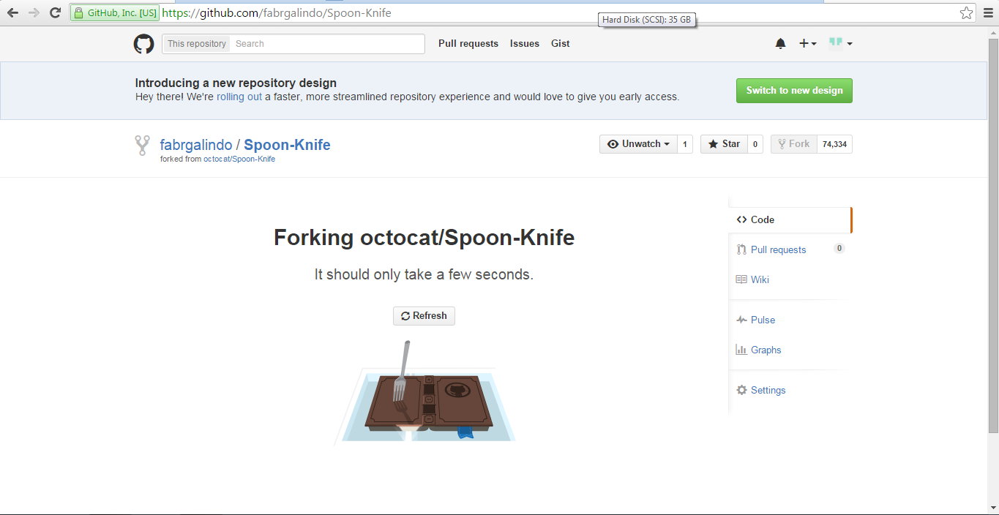 GitHub, Inc. [US] https://github.com/fabrgalindo/Spoon-Knife
Hard Disk (SCSI): 35 GB
This repository Search Pull requests Issues Gist
Introducing a new repository design
Hey there! We're rolling out a faster, more streamlined repository experience and would love to give you early access.
Switch to new design
fabrgalindo / Spoon-Knife
forked from octocat/Spoon-Knife
Unwatch 1 Star 0 Fork 74,334
Forking octocat/Spoon-Knife
It should only take a few seconds.
Refresh
Code
Pull requests 0
Wiki
Pulse
Graphs
Settings